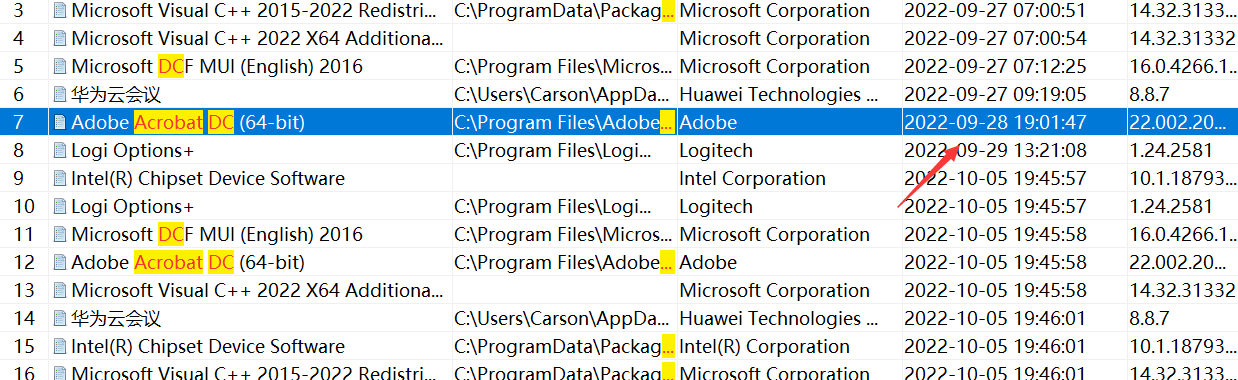 3 Microsoft Visual C++ 2015-2022 Redistri... C:\ProgramData\Packag... Microsoft Corporation 2022-09-27 07:00:51 14.32.3133...
4 Microsoft Visual C++ 2022 X64 Additiona... Microsoft Corporation 2022-09-27 07:00:54 14.32.31332
5 Microsoft DCF MUI (English) 2016 C:\Program Files\Micros... Microsoft Corporation 2022-09-27 07:12:25 16.0.4266.1...
6 华为云会议 C:\Users\Carson\AppDa... Huawei Technologies ... 2022-09-27 09:19:05 8.8.7
7 Adobe Acrobat DC (64-bit) C:\Program Files\Adobe... Adobe 2022-09-28 19:01:47 22.002.20...
8 Logi Options+ C:\Program Files\Logi... Logitech 2022-09-29 13:21:08 1.24.2581
9 Intel(R) Chipset Device Software Intel Corporation 2022-10-05 19:45:57 10.1.18793...
10 Logi Options+ C:\Program Files\Logi... Logitech 2022-10-05 19:45:57 1.24.2581
11 Microsoft DCF MUI (English) 2016 C:\Program Files\Micros... Microsoft Corporation 2022-10-05 19:45:58 16.0.4266.1...
12 Adobe Acrobat DC (64-bit) C:\Program Files\Adobe... Adobe 2022-10-05 19:45:58 22.002.20...
13 Microsoft Visual C++ 2022 X64 Additiona... Microsoft Corporation 2022-10-05 19:45:58 14.32.31332
14 华为云会议 C:\Users\Carson\AppDa... Huawei Technologies ... 2022-10-05 19:46:01 8.8.7
15 Intel(R) Chipset Device Software C:\ProgramData\Packag... Intel(R) Corporation 2022-10-05 19:46:01 10.1.18793...
16 Microsoft Visual C++ 2015-2022 Redistri... C:\ProgramData\Packag... Microsoft Corporation 2022-10-05 19:46:01 14.32.3133...